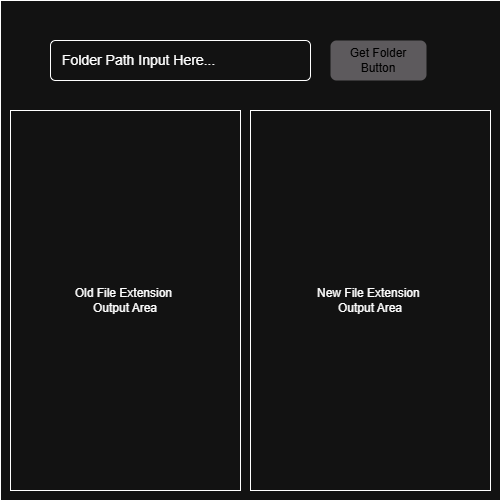 Folder Path Input Here...
Get Folder
Button
Old File Extension
Output Area
New File Extension
Output Area